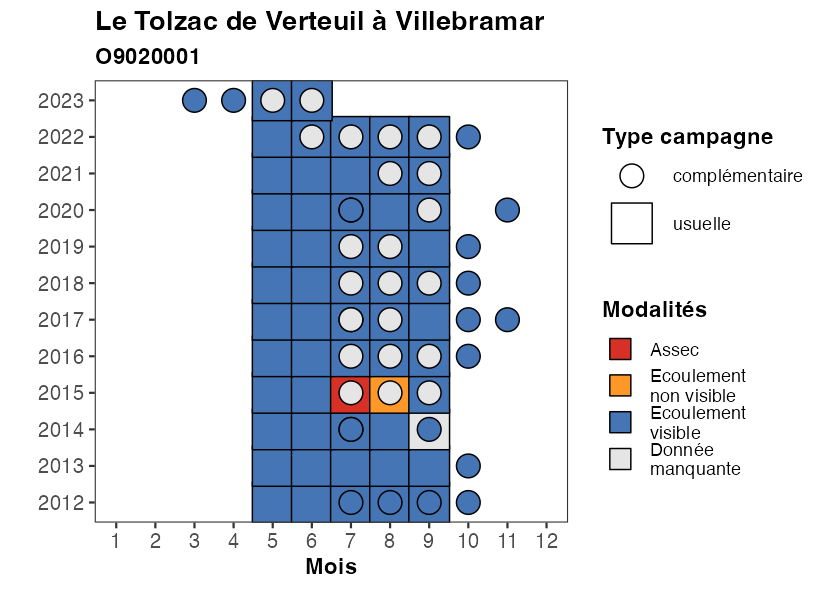 Le Tolzac de Verteuil à Villebramar
O9020001
2023
2022
2021
2020
2019
2018
2017
2016
2015
2014
2013
2012
1 2 3 4 5 6 7 8 9 10 11 12
Mois
Type campagne
complémentaire
usuelle
Modalités
Assec
Ecoulement
non visible
Ecoulement
visible
Donnée
manquante